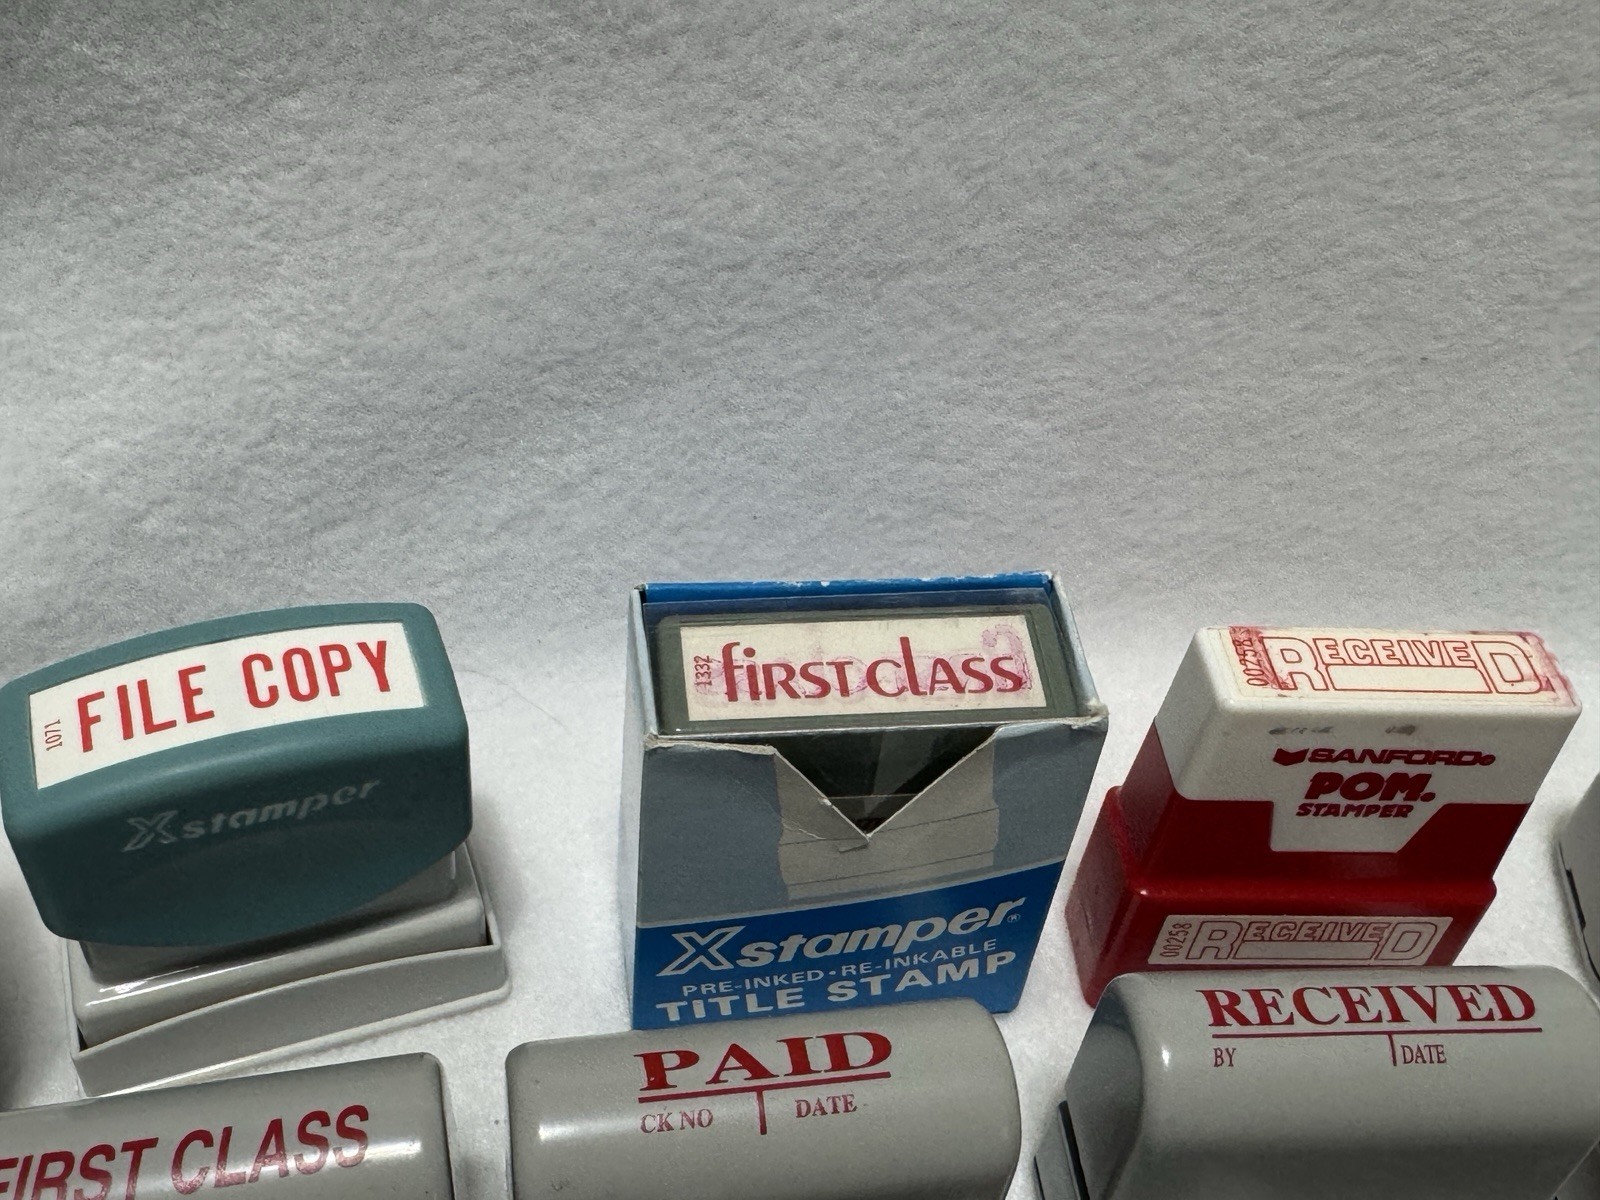 1071
FILE COPY
Xstamper
1332
first class
Xstamper®
PRE-INKED•RE-INKABLE
TITLE STAMP
00258
RECEIVED
SANFORD®
POM.
STAMPER
00258
RECEIVED
FIRST CLASS
PAID
CK NO
DATE
RECEIVED
BY
DATE